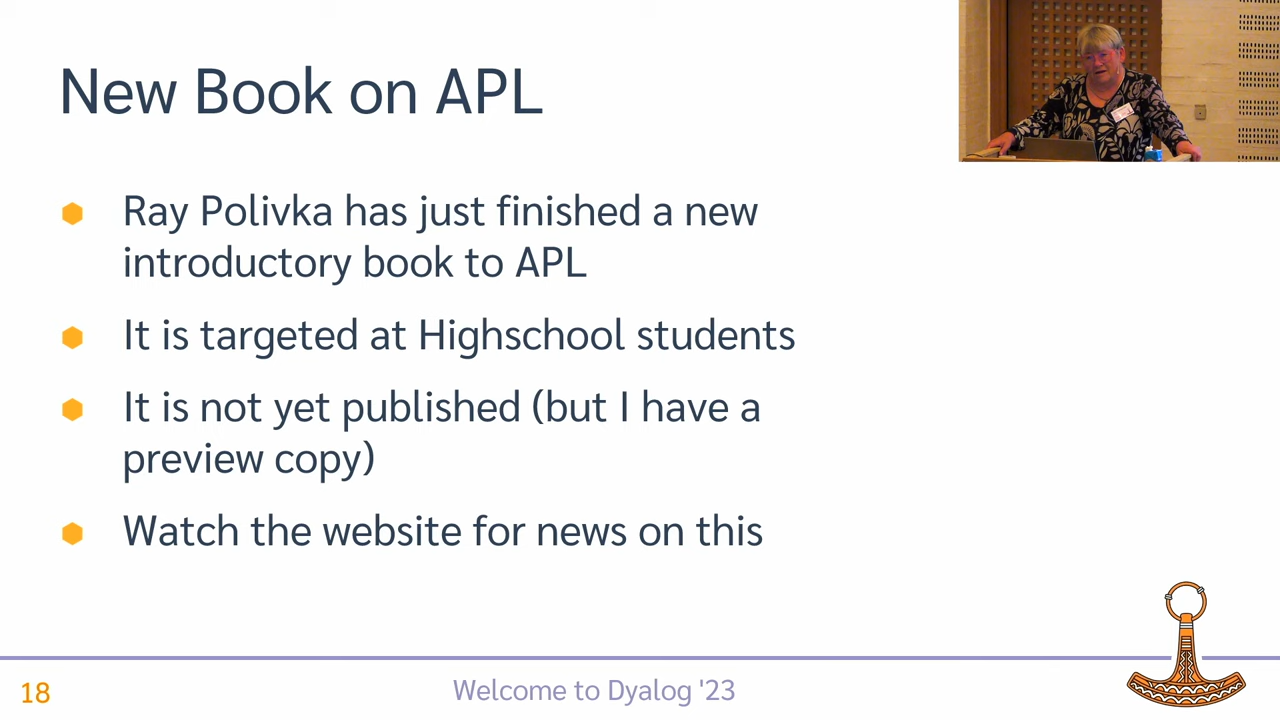 New Book on APL
Ray Polivka has just finished a new
introductory book to APL
It is targeted at Highschool students
It is not yet published (but I have a
preview copy)
Watch the website for news on this
18
Welcome to Dyalog '23